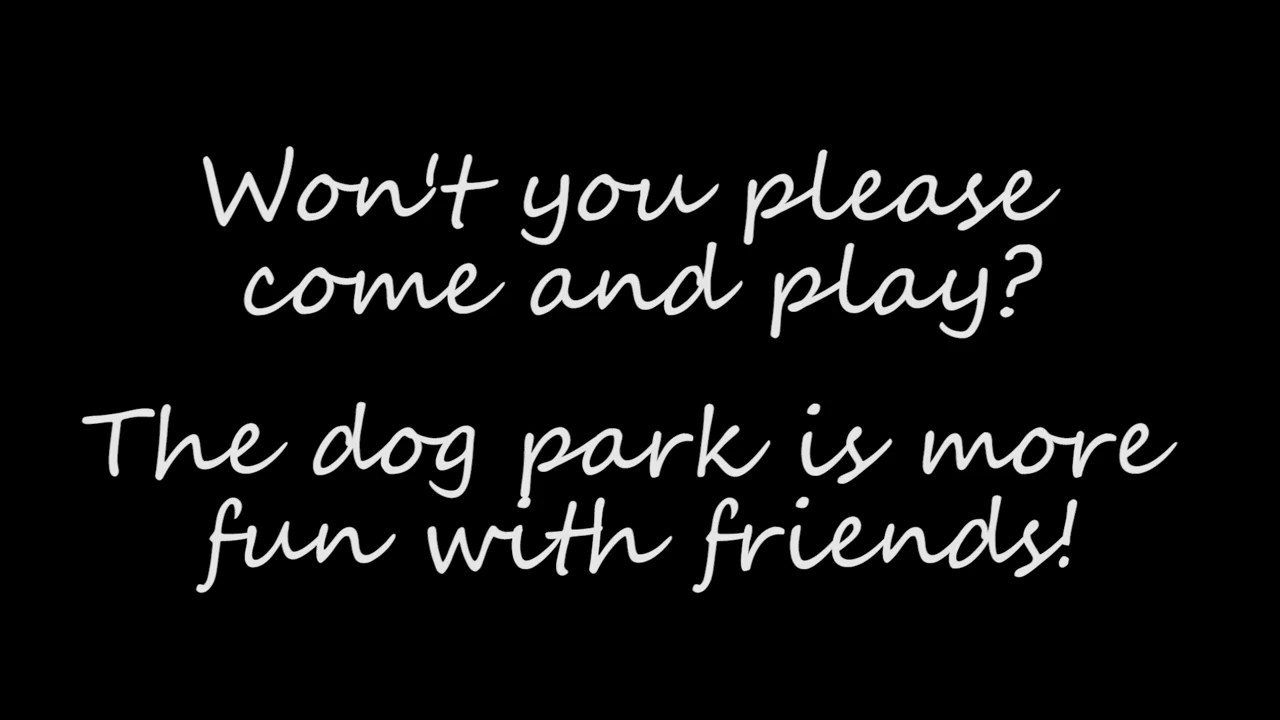 Won't you please
come and play?
The dog park is more
fun with friends!